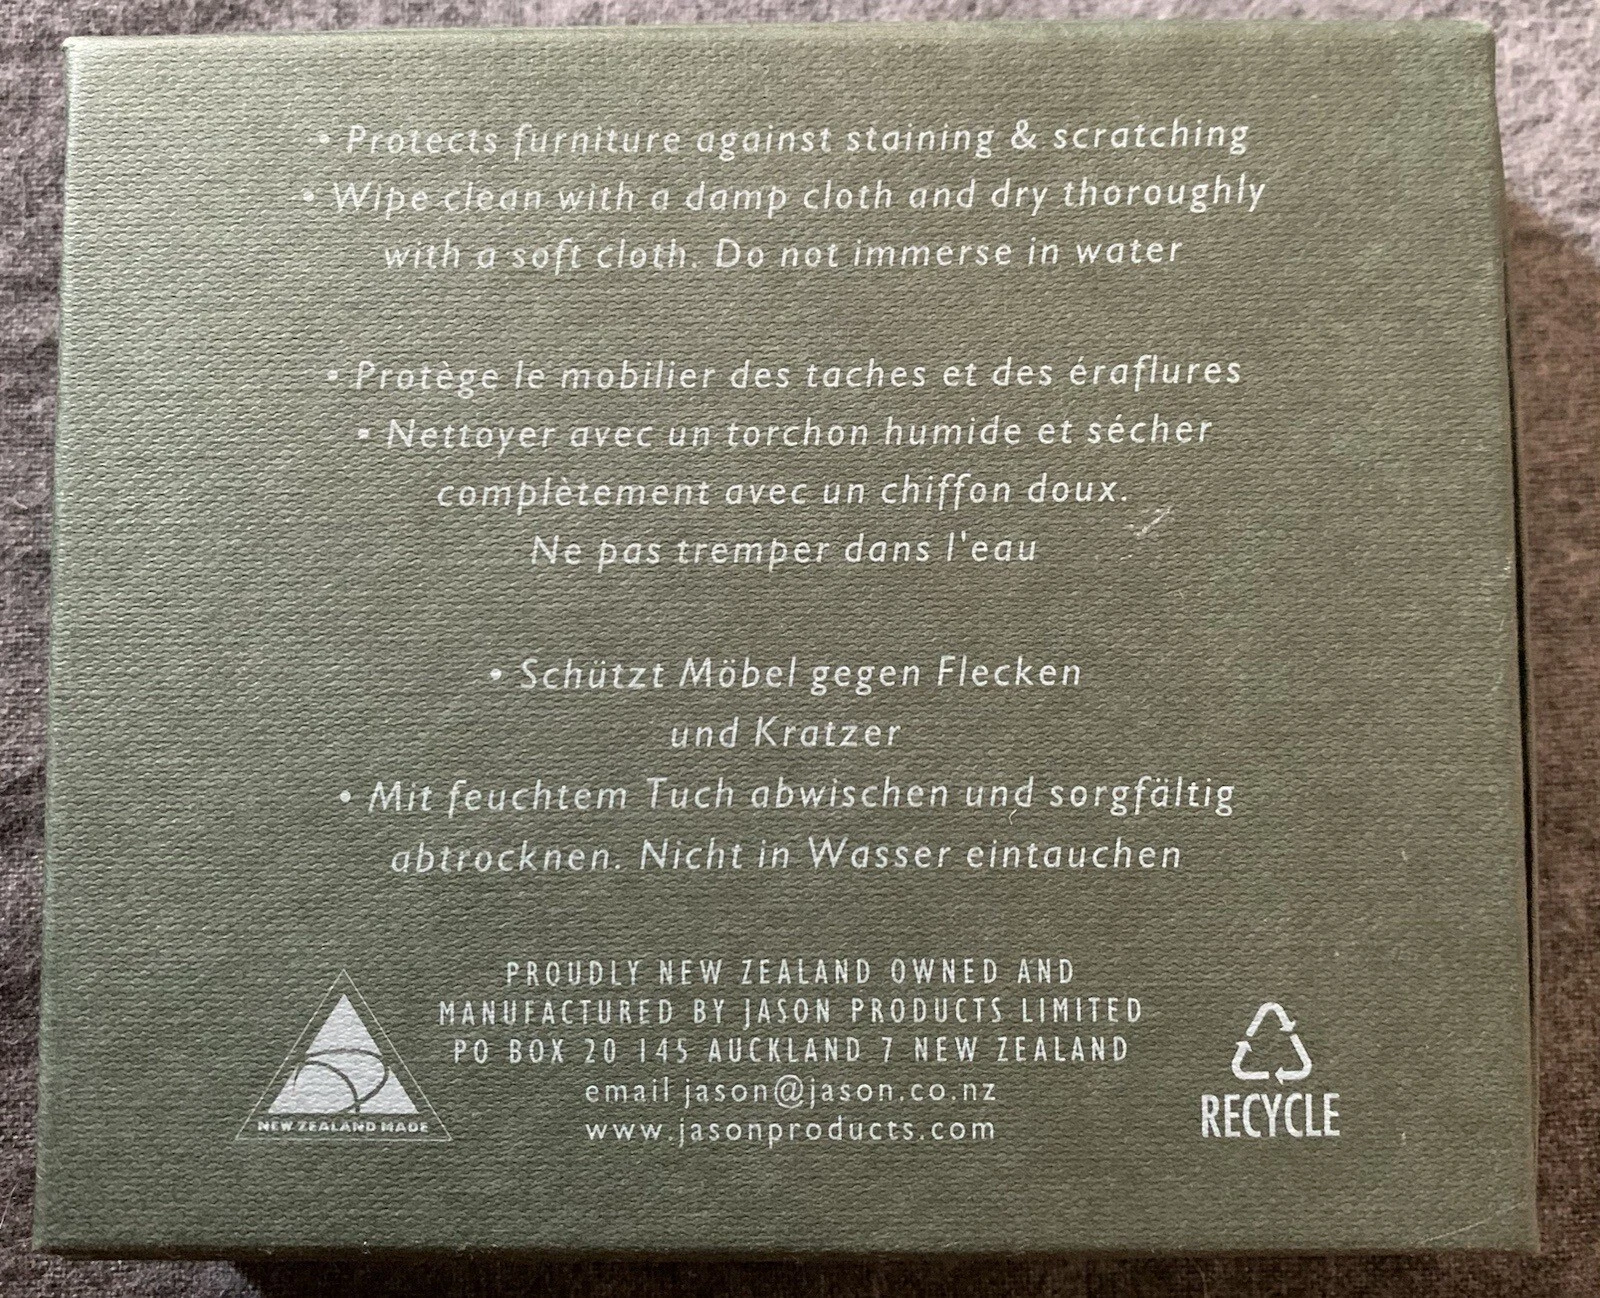 • Protects furniture against staining & scratching
• Wipe clean with a damp cloth and dry thoroughly
with a soft cloth. Do not immerse in water
• Protège le mobilier des taches et des éraflures
• Nettoyer avec un torchon humide et sécher
complètement avec un chiffon doux.
Ne pas tremper dans l'eau
• Schützt Möbel gegen Flecken
und Kratzer
• Mit feuchtem Tuch abwischen und sorgfältig
abtrocknen. Nicht in Wasser eintauchen
PROUDLY NEW ZEALAND OWNED AND
MANUFACTURED BY JASON PRODUCTS LIMITED
PO BOX 20 145 AUCKLAND 7 NEW ZEALAND
email jason@jason.co.nz
www.jasonproducts.com
NEW ZEALAND MADE
RECYCLE